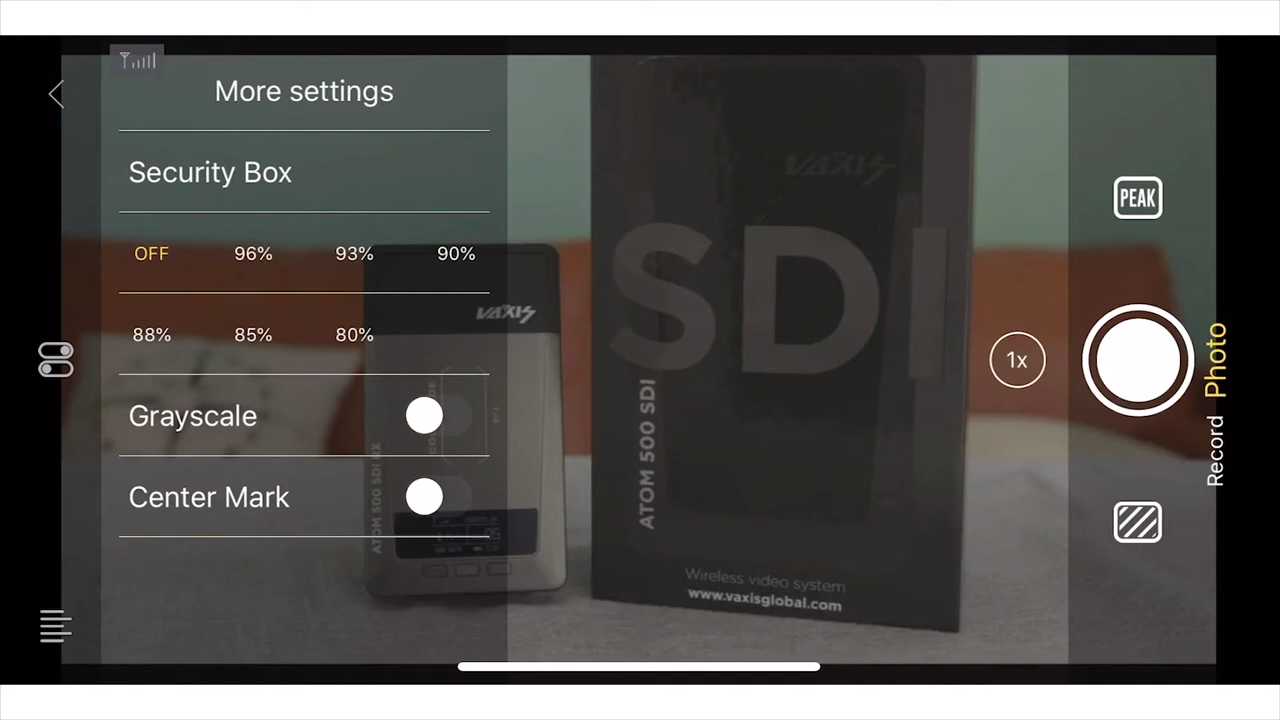 More settings
Security Box
OFF 96% 93% 90%
88% 85% 80%
Grayscale
Center Mark
VAXIS
ATOM 500 SDI RX
VAXIS
SDI
ATOM 500 SDI
Wireless video system
www.vaxisglobal.com
1x
PEAK
Photo
Record